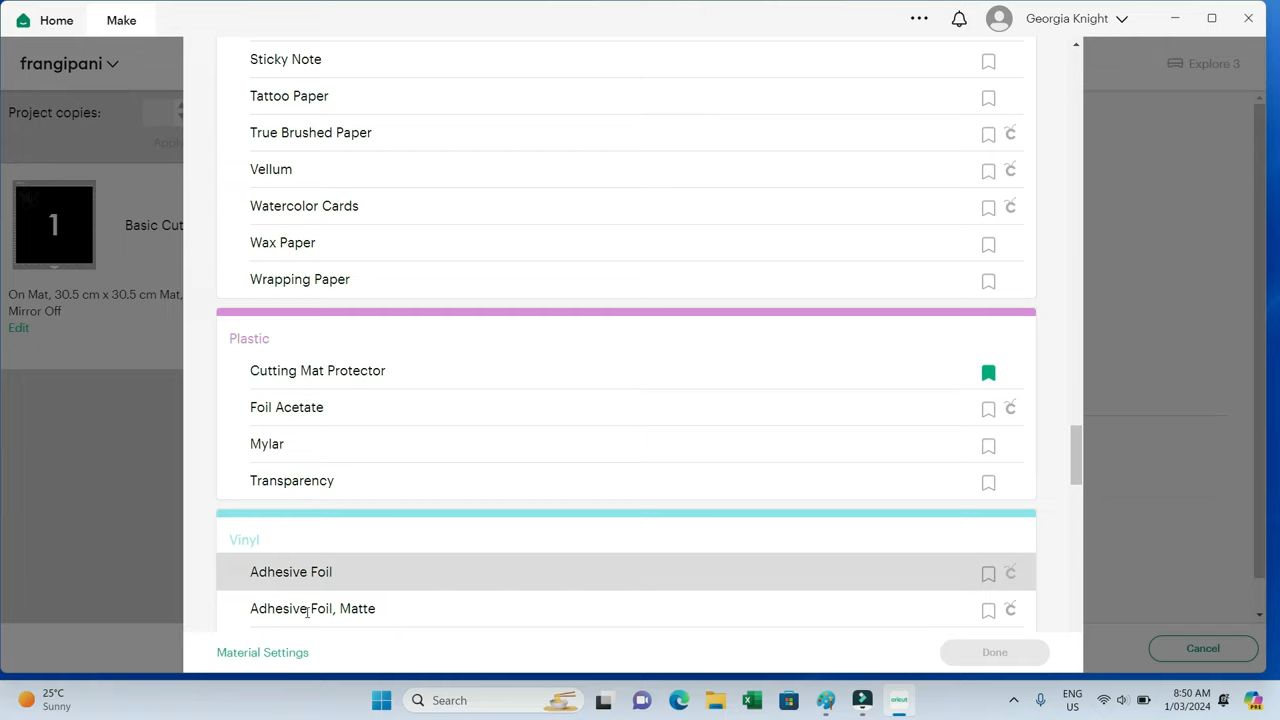 Home
Make
Georgia Knight
frangipani
Explore 3
Project copies:
Apply
1
Basic Cut
On Mat, 30.5 cm x 30.5 cm Mat,
Mirror Off
Edit
Sticky Note
Tattoo Paper
True Brushed Paper
Vellum
Watercolor Cards
Wax Paper
Wrapping Paper
Plastic
Cutting Mat Protector
Foil Acetate
Mylar
Transparency
Vinyl
Adhesive Foil
Adhesive Foil, Matte
Material Settings
Done
Cancel
25°C
Sunny
Search
cricut
ENG
US
8:50 AM
1/03/2024
PRE